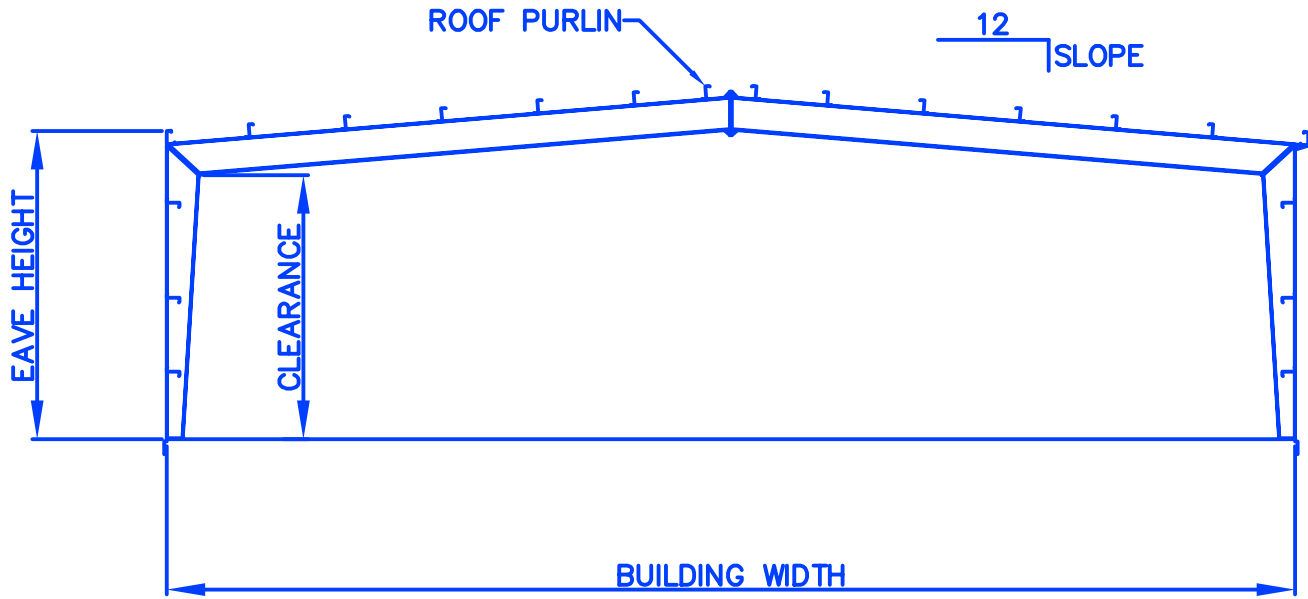 ROOF PURLIN
12
SLOPE
EAVE HEIGHT
CLEARANCE
BUILDING WIDTH